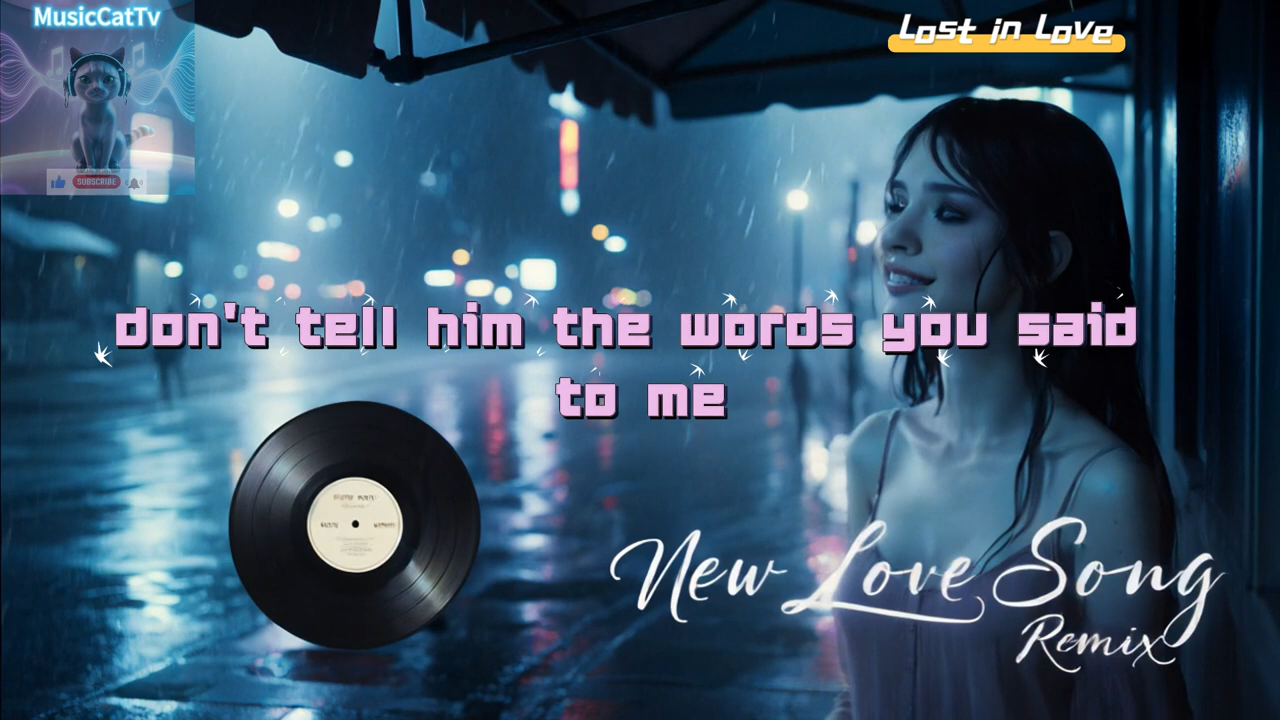 MusicCatTv
Lost in Love
SUBSCRIBE
don't tell him the words you said
to me
New Love Song
Remix